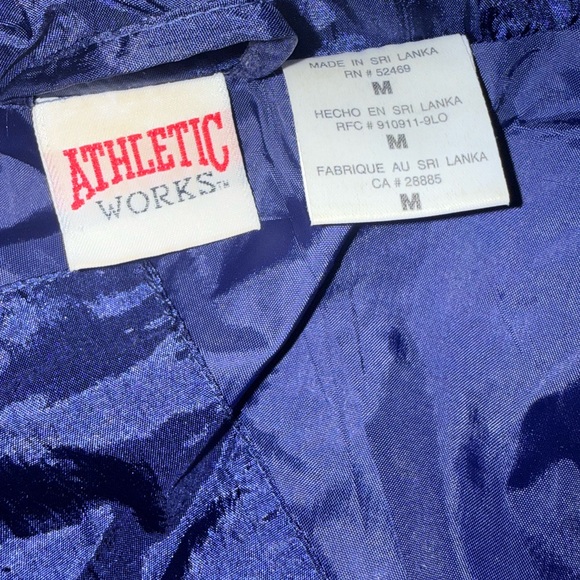 ATHLETIC
WORKS™
MADE IN SRI LANKA
RN # 52469
M
HECHO EN SRI LANKA
RFC # 910911-9LO
M
FABRIQUE AU SRI LANKA
CA # 28885
M